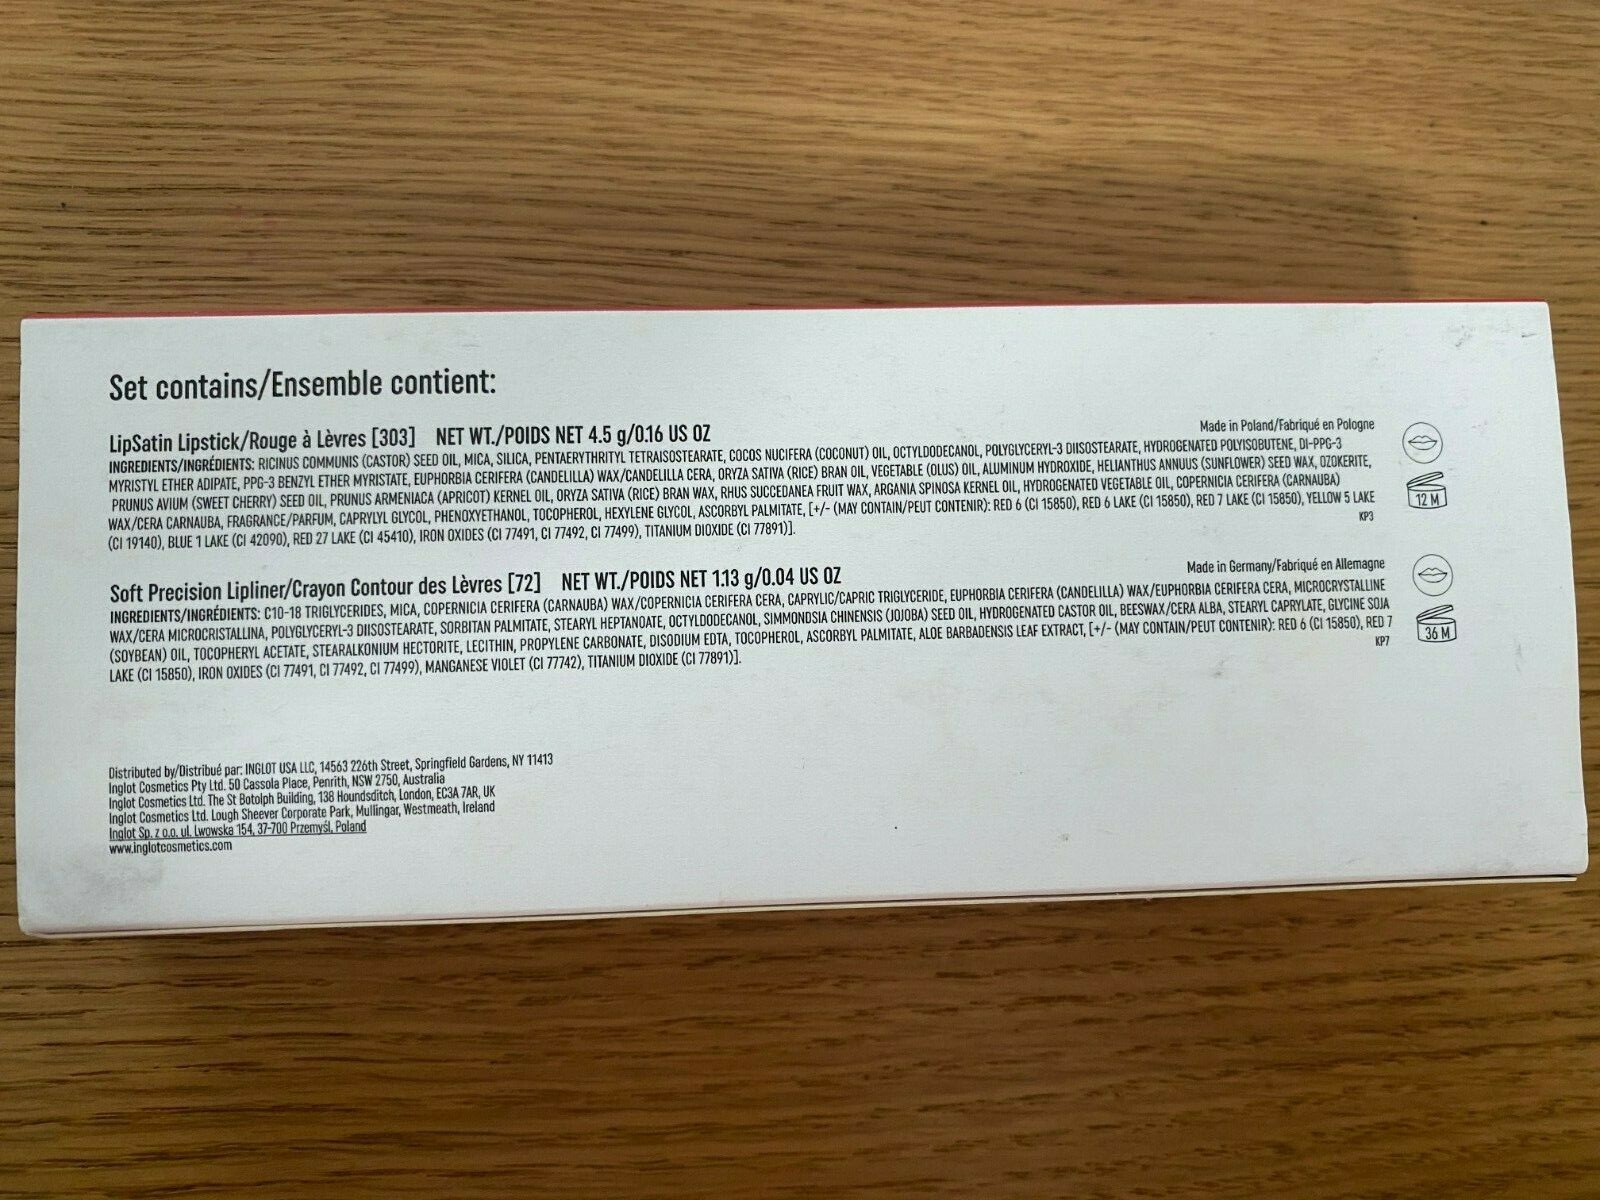 Set contains/Ensemble contient:
LipSatin Lipstick/Rouge à Lèvres [303] NET WT./POIDS NET 4.5 g/0.16 US OZ
Made in Poland/Fabriqué en Pologne
INGREDIENTS/INGRÉDIENTS: RICINUS COMMUNIS (CASTOR) SEED OIL, MICA, SILICA, PENTAERYTHRITYL TETRAISOSTEARATE, COCOS NUCIFERA (COCONUT) OIL, OCTYLDODECANOL, POLYGLYCERYL-3 DIISOSTEARATE, HYDROGENATED POLYISOBUTENE, DI-PPG-3
MYRISTYL ETHER ADIPATE, PPG-3 BENZYL ETHER MYRISTATE, EUPHORBIA CERIFERA (CANDELILLA) WAX/CANDELILLA CERA, ORYZA SATIVA (RICE) BRAN OIL, VEGETABLE (OLUS) OIL, ALUMINUM HYDROXIDE, HELIANTHUS ANNUUS (SUNFLOWER) SEED WAX, OZOKERITE,
PRUNUS AVIUM (SWEET CHERRY) SEED OIL, PRUNUS ARMENIACA (APRICOT) KERNEL OIL, ORYZA SATIVA (RICE) BRAN WAX, RHUS SUCCEDANEA FRUIT WAX, ARGANIA SPINOSA KERNEL OIL, HYDROGENATED VEGETABLE OIL, COPERNICIA CERIFERA (CARNAUBA)
WAX/CERA CARNAUBA, FRAGRANCE/PARFUM, CAPRYLYL GLYCOL, PHENOXYETHANOL, TOCOPHEROL, HEXYLENE GLYCOL, ASCORBYL PALMITATE, [+/- (MAY CONTAIN/PEUT CONTENIR): RED 6 (CI 15850), RED 6 LAKE (CI 15850), RED 7 LAKE (CI 15850), YELLOW 5 LAKE
(CI 19140), BLUE 1 LAKE (CI 42090), RED 27 LAKE (CI 45410), IRON OXIDES (CI 77491, CI 77492, CI 77499), TITANIUM DIOXIDE (CI 77891)].
KP3
12 M
Soft Precision Lipliner/Crayon Contour des Lèvres [72] NET WT./POIDS NET 1.13 g/0.04 US OZ
Made in Germany/Fabriqué en Allemagne
INGREDIENTS/INGRÉDIENTS: C10-18 TRIGLYCERIDES, MICA, COPERNICIA CERIFERA (CARNAUBA) WAX/COPERNICIA CERIFERA CERA, CAPRYLIC/CAPRIC TRIGLYCERIDE, EUPHORBIA CERIFERA (CANDELILLA) WAX/EUPHORBIA CERIFERA CERA, MICROCRYSTALLINE
WAX/CERA MICROCRISTALLINA, POLYGLYCERYL-3 DIISOSTEARATE, SORBITAN PALMITATE, STEARYL HEPTANOATE, OCTYLDODECANOL, SIMMONDSIA CHINENSIS (JOJOBA) SEED OIL, HYDROGENATED CASTOR OIL, BEESWAX/CERA ALBA, STEARYL CAPRYLATE, GLYCINE SOJA
(SOYBEAN) OIL, TOCOPHERYL ACETATE, STEARALKONIUM HECTORITE, LECITHIN, PROPYLENE CARBONATE, DISODIUM EDTA, TOCOPHEROL, ASCORBYL PALMITATE, ALOE BARBADENSIS LEAF EXTRACT, [+/- (MAY CONTAIN/PEUT CONTENIR): RED 6 (CI 15850), RED 7
LAKE (CI 15850), IRON OXIDES (CI 77491, CI 77492, CI 77499), MANGANESE VIOLET (CI 77742), TITANIUM DIOXIDE (CI 77891)].
KP7
36 M
Distributed by/Distribué par: INGLOT USA LLC, 14563 226th Street, Springfield Gardens, NY 11413
Inglot Cosmetics Pty Ltd. 50 Cassola Place, Penrith, NSW 2750, Australia
Inglot Cosmetics Ltd. The St Botolph Building, 138 Houndsditch, London, EC3A 7AR, UK
Inglot Cosmetics Ltd. Lough Sheever Corporate Park, Mullingar, Westmeath, Ireland
Inglot Sp. z o.o. ul. Lwowska 154, 37-700 Przemyśl, Poland
www.inglotcosmetics.com